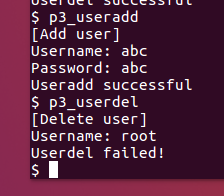 Userdel successful
$ p3_useradd
[Add user]
Username: abc
Password: abc
Useradd successful
$ p3_userdel
[Delete user]
Username: root
Userdel failed!
$